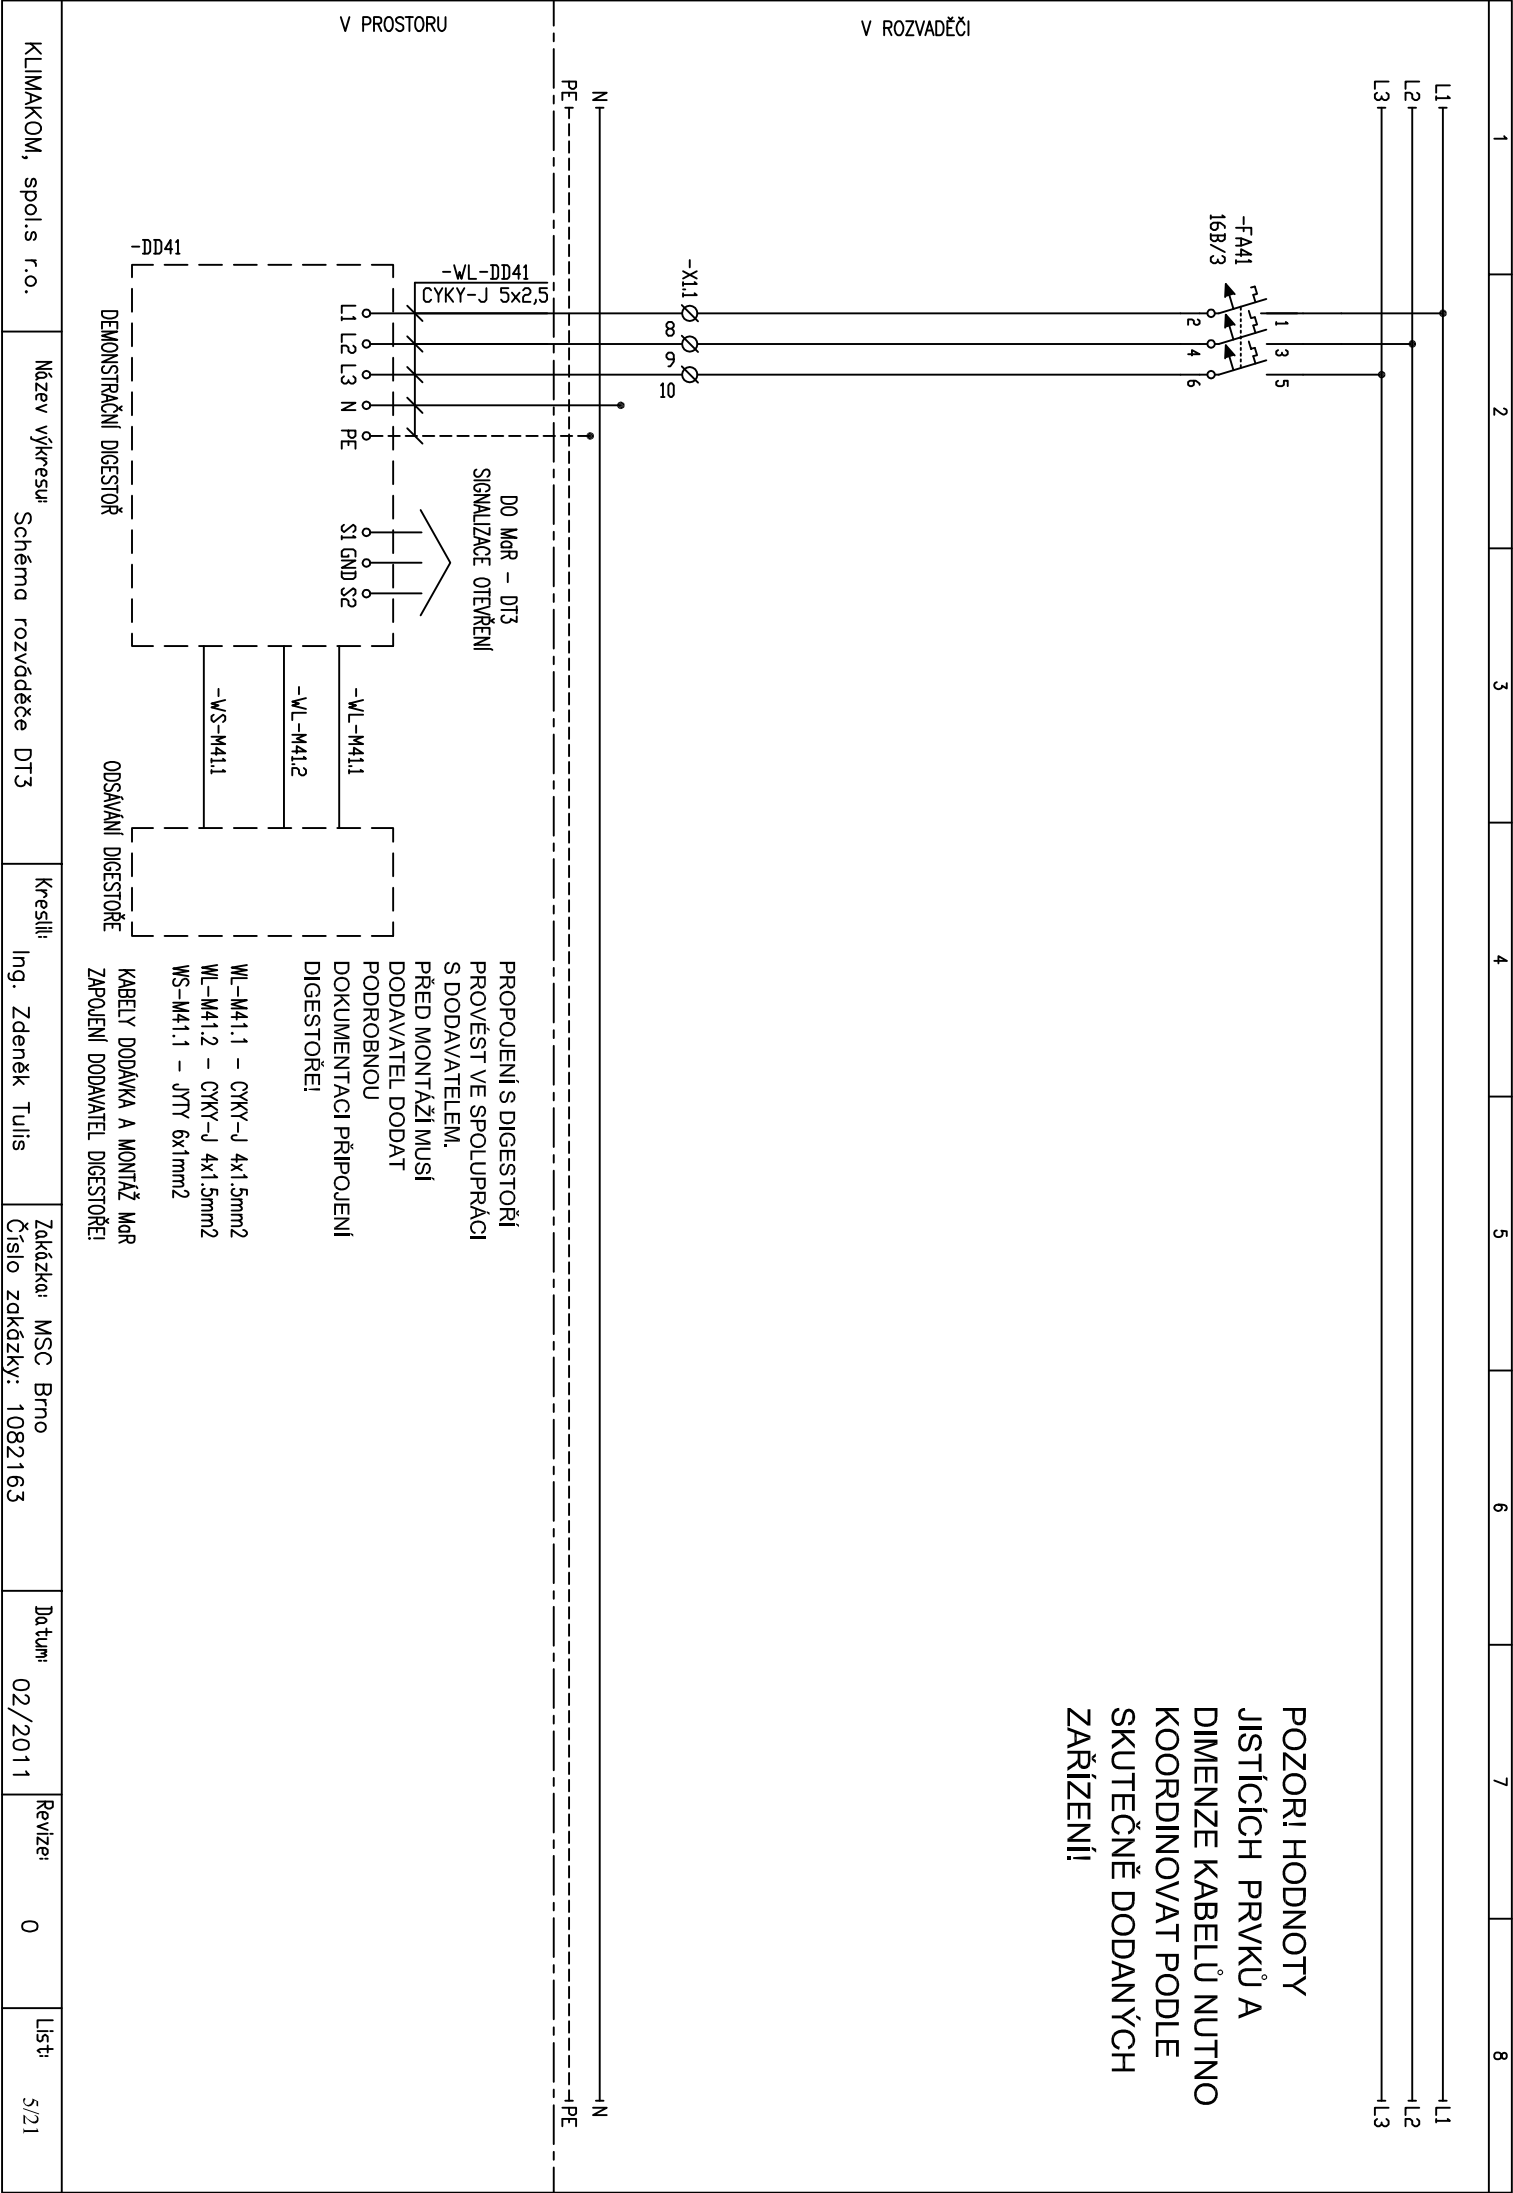 1
2
3
4
5
6
7
8
L1
L2
L3
L1
L2
L3
-FA41
16B/3
1
3
5
2
4
6
POZOR! HODNOTY
JISTÍCÍCH PRVKŮ A
DIMENZE KABELŮ NUTNO
KOORDINOVAT PODLE
SKUTEČNĚ DODANÝCH
ZAŘÍZENÍ!
V ROZVADĚČI
-X1.1
8
9
10
N
PE
N
PE
V PROSTORU
-WL-DD41
CYKY-J 5x2,5
DO MaR - DT3
SIGNALIZACE OTEVŘENÍ
-DD41
L1
L2
L3
N
PE
S1
GND
S2
DEMONSTRAČNÍ DIGESTOŘ
-WL-M41.1
-WL-M41.2
-WS-M41.1
ODSÁVÁNÍ DIGESTOŘE
PROPOJENÍ S DIGESTOŘÍ
PROVÉST VE SPOLUPRÁCI
S DODAVATELEM.
PŘED MONTÁŽÍ MUSÍ
DODAVATEL DODAT
PODROBNOU
DOKUMENTACI PŘIPOJENÍ
DIGESTOŘE!
WL-M41.1 - CYKY-J 4x1.5mm2
WL-M41.2 - CYKY-J 4x1.5mm2
WS-M41.1 - JYTY 6x1mm2
KABELY DODÁVKA A MONTÁŽ MaR
ZAPOJENÍ DODAVATEL DIGESTOŘE!
KLIMAKOM, spol.s r.o.
Název výkresu:
Schéma rozváděče DT3
Kreslil:
Ing. Zdeněk Tulis
Zakázka: MSC Brno
Číslo zakázky: 1082163
Datum:
02/2011
Revize:
0
List:
5/21